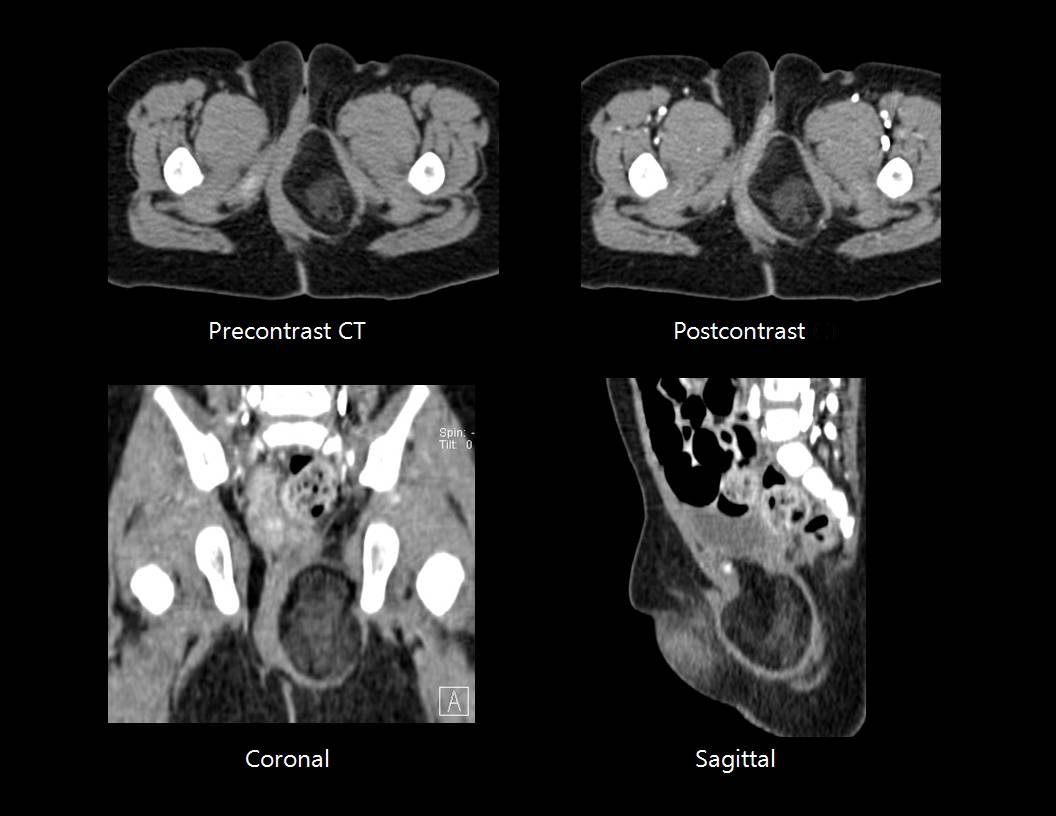 Precontrast CT
Postcontrast
Spin: -
Tilt: 0
A
Coronal
Sagittal